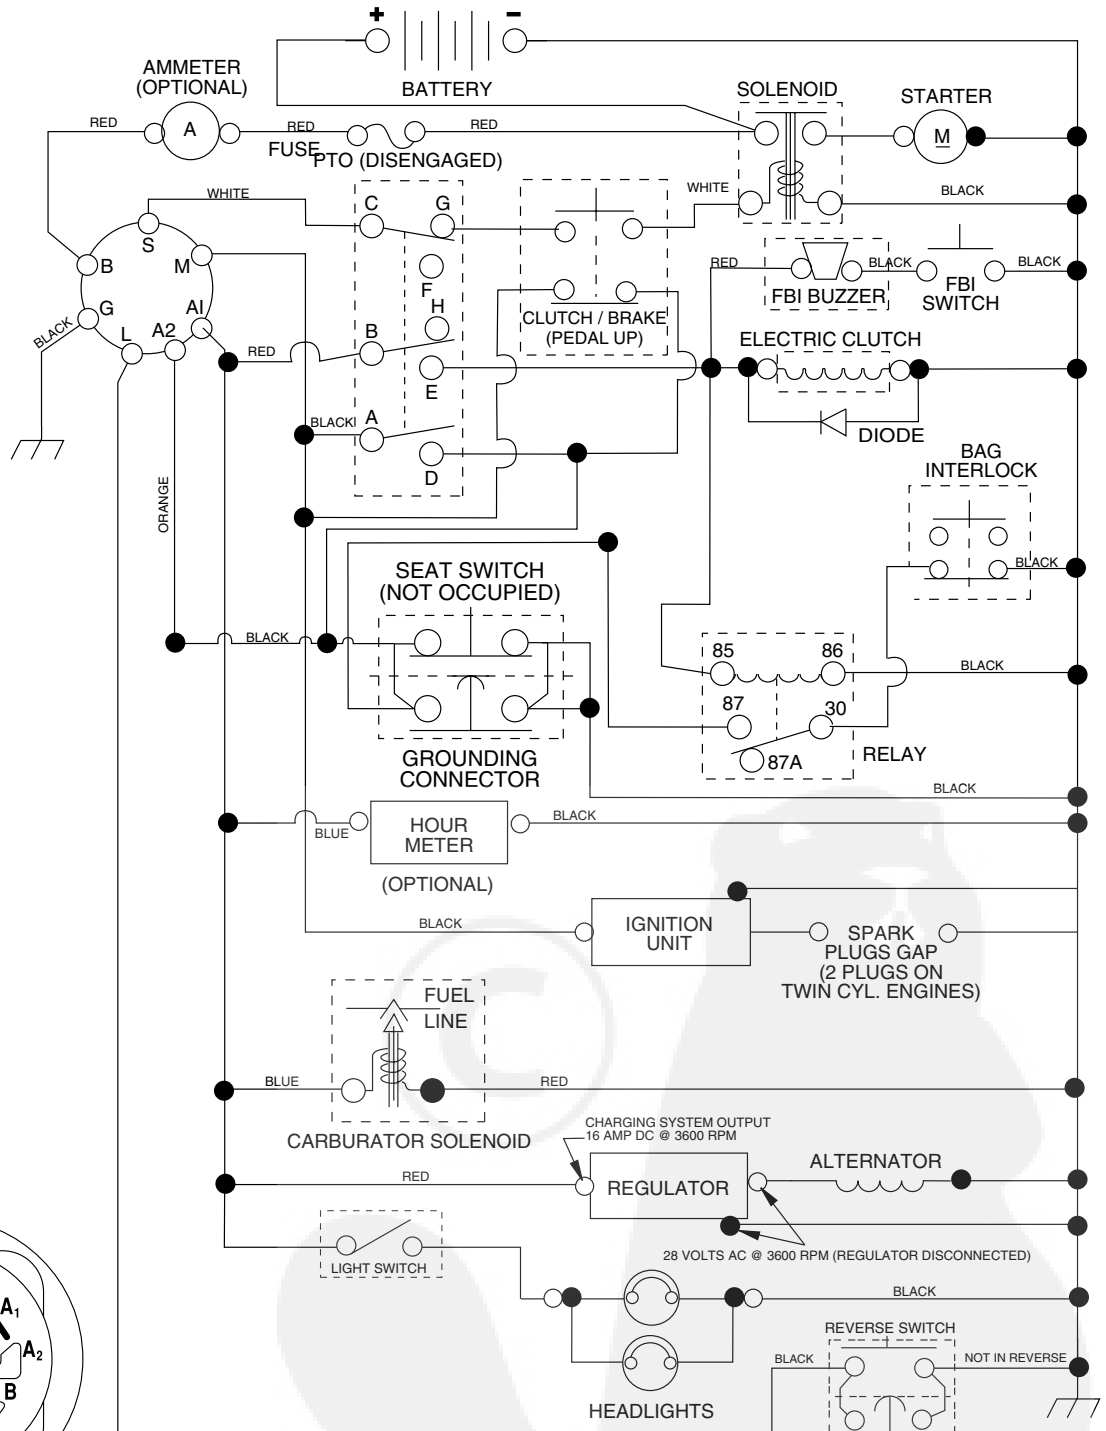 +
−
BATTERY
AMMETER
(OPTIONAL)
SOLENOID
STARTER
RED
A
RED
FUSE
PTO (DISENGAGED)
RED
M
WHITE
C
G
WHITE
BLACK
S
M
B
F
RED
BLACK
BLACK
FBI BUZZER
FBI
SWITCH
G
L
A2
AI
H
CLUTCH / BRAKE
(PEDAL UP)
BLACK
RED
B
E
ELECTRIC CLUTCH
DIODE
BLACK
A
D
BAG
INTERLOCK
ORANGE
BLACK
SEAT SWITCH
(NOT OCCUPIED)
BLACK
85
86
BLACK
87
30
87A
RELAY
GROUNDING
CONNECTOR
BLACK
BLUE
HOUR
METER
BLACK
(OPTIONAL)
BLACK
IGNITION
UNIT
SPARK
PLUGS GAP
(2 PLUGS ON
TWIN CYL. ENGINES)
FUEL
LINE
BLUE
RED
CARBURATOR SOLENOID
CHARGING SYSTEM OUTPUT
16 AMP DC @ 3600 RPM
RED
REGULATOR
ALTERNATOR
28 VOLTS AC @ 3600 RPM (REGULATOR DISCONNECTED)
LIGHT SWITCH
BLACK
HEADLIGHTS
REVERSE SWITCH
BLACK
NOT IN REVERSE
A1
A2
B
©